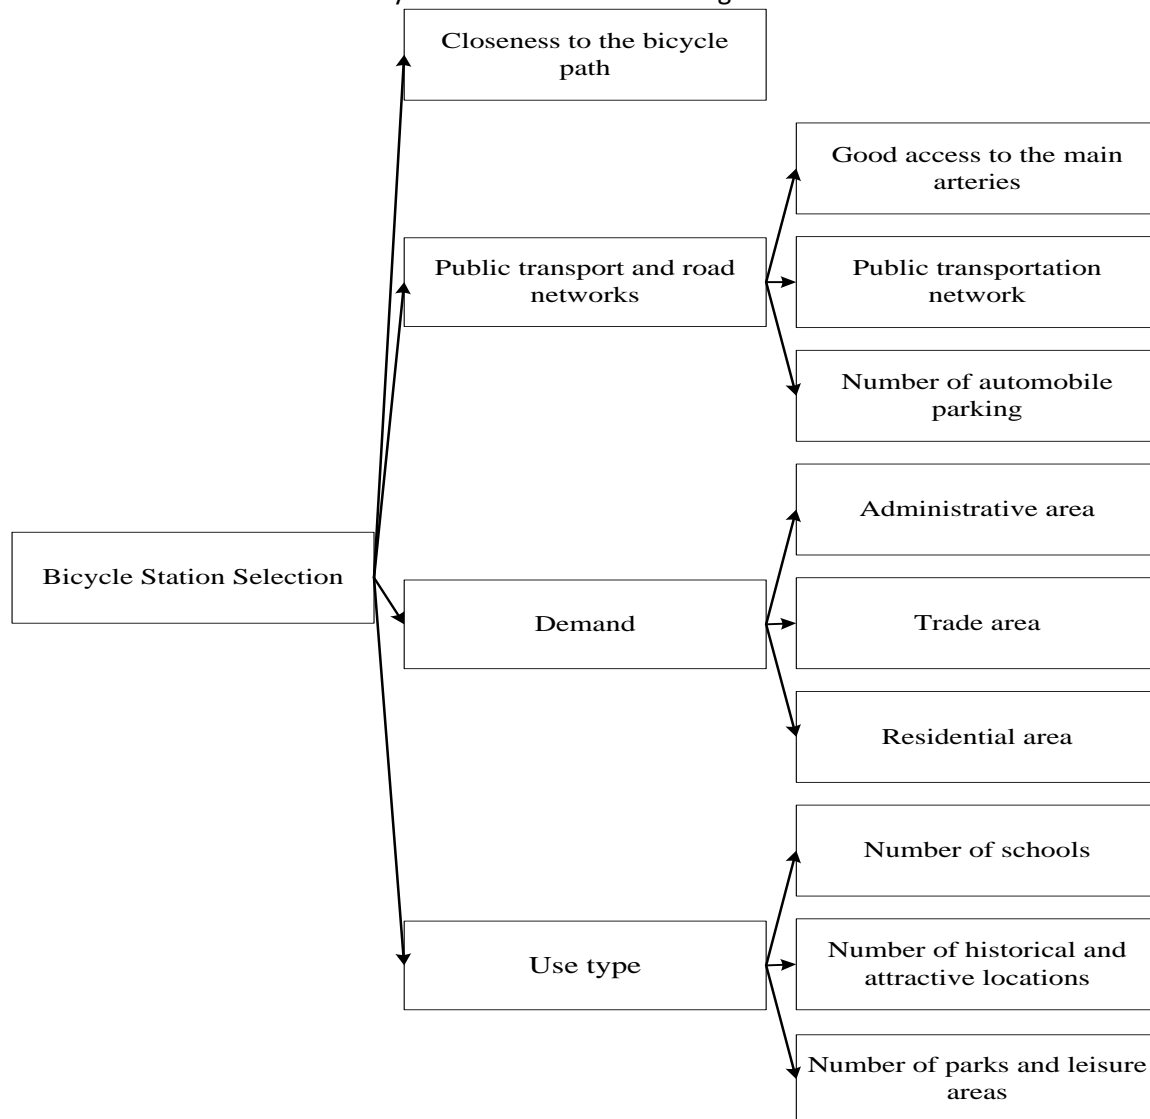 Closeness to the bicycle
path
Good access to the main
arteries
Public transport and road
networks
Public transportation
network
Number of automobile
parking
Administrative area
Bicycle Station Selection
Demand
Trade area
Residential area
Number of schools
Use type
Number of historical and
attractive locations
Number of parks and leisure
areas